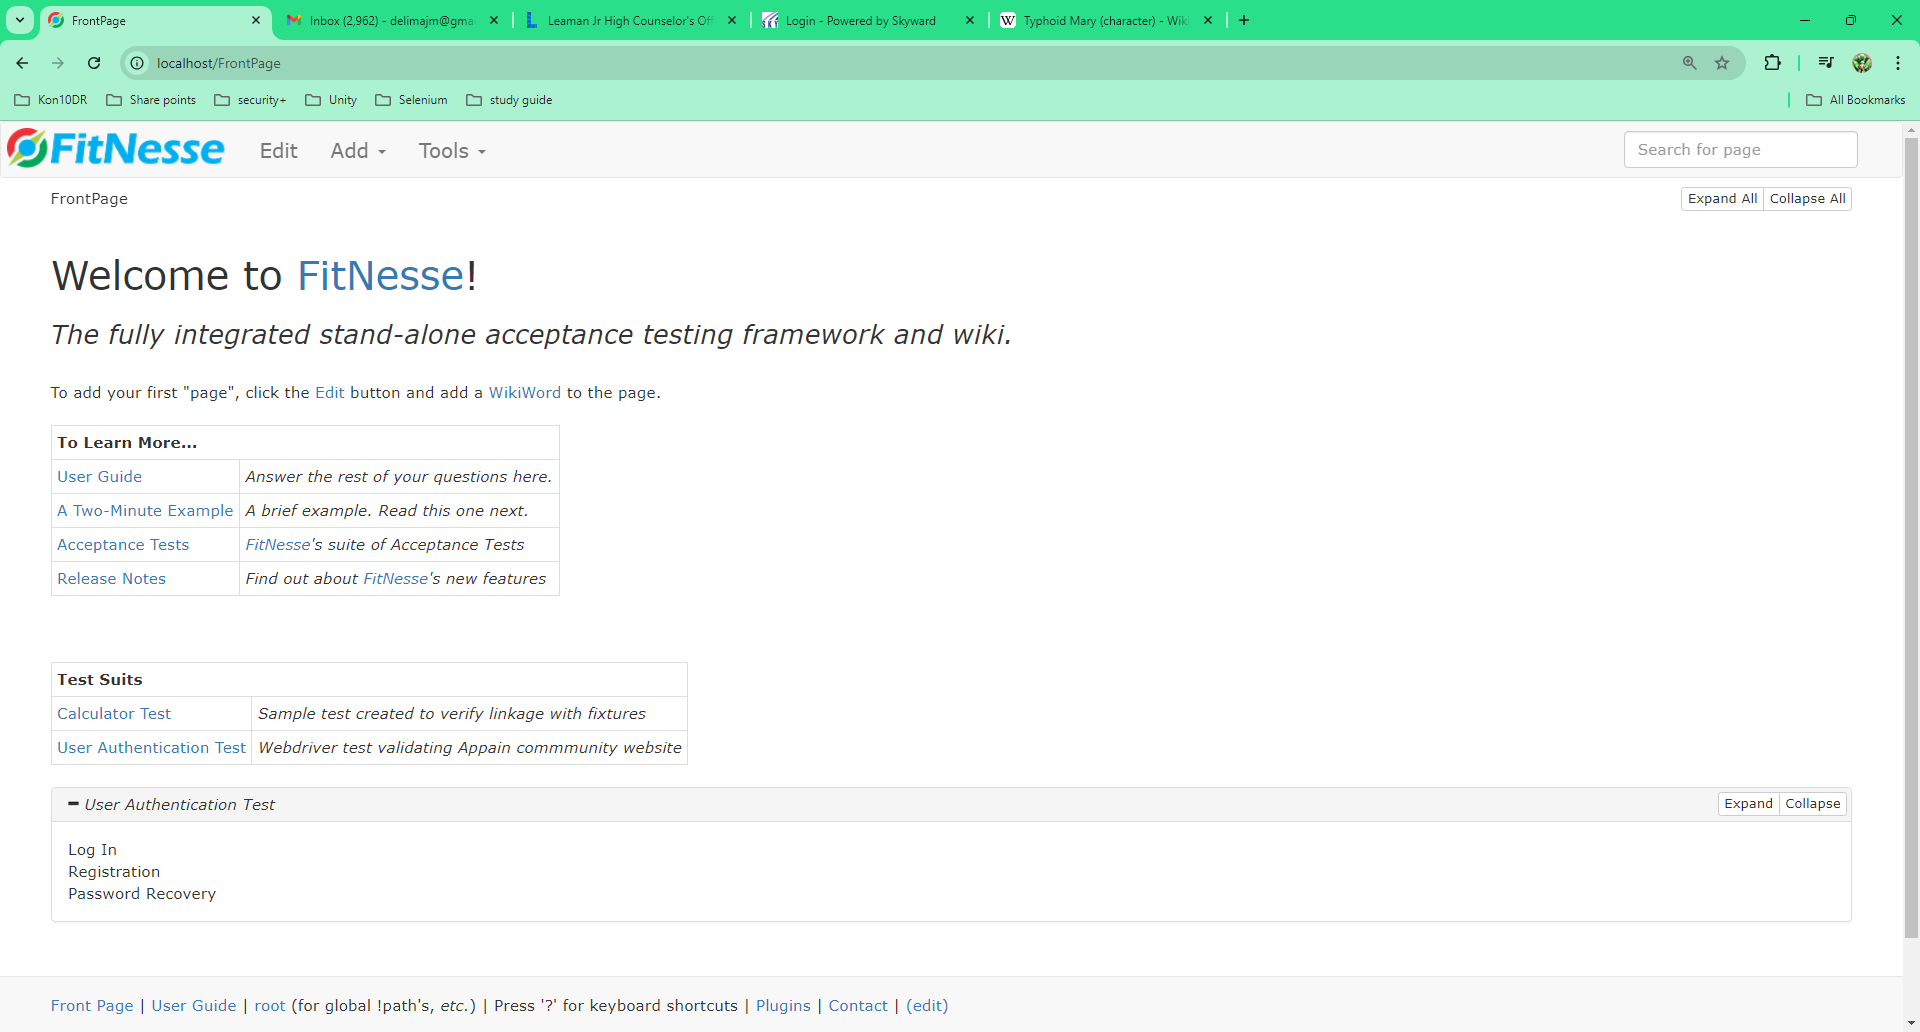 FrontPage
Inbox (2,962) - delimajm@gma
Leaman Jr High Counselor's Off
Login - Powered by Skyward
Typhoid Mary (character) - Wiki
localhost/FrontPage
Kon10DR Share points security+ Unity Selenium study guide All Bookmarks
FitNesse Edit Add Tools Search for page
FrontPage Expand All Collapse All
Welcome to FitNesse!
The fully integrated stand-alone acceptance testing framework and wiki.
To add your first "page", click the Edit button and add a WikiWord to the page.
To Learn More...
User Guide Answer the rest of your questions here.
A Two-Minute Example A brief example. Read this one next.
Acceptance Tests FitNesse's suite of Acceptance Tests
Release Notes Find out about FitNesse's new features
Test Suits
Calculator Test Sample test created to verify linkage with fixtures
User Authentication Test Webdriver test validating Appain commmunity website
User Authentication Test Expand Collapse
Log In
Registration
Password Recovery
Front Page | User Guide | root (for global !path's, etc.) | Press '?' for keyboard shortcuts | Plugins | Contact | (edit)